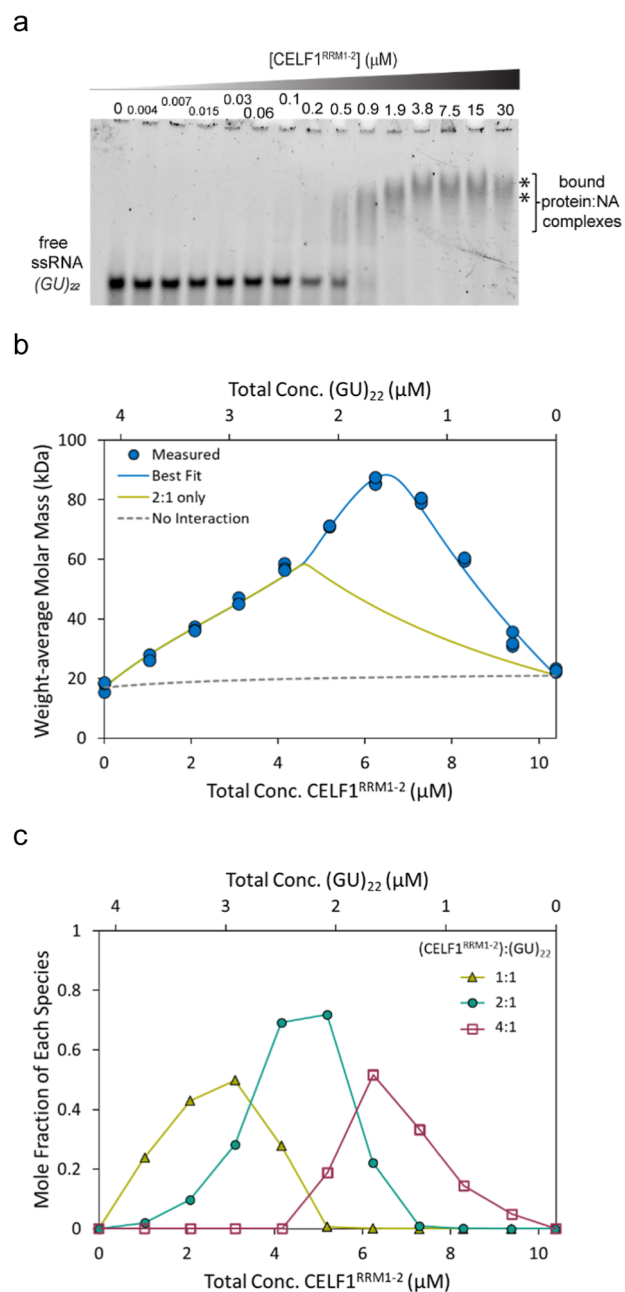 a
[CELF1RRM1-2] (μM)
0 0.004 0.007 0.015 0.03 0.06 0.1 0.2 0.5 0.9 1.9 3.8 7.5 15 30
*
*
bound
protein:NA
complexes
free
ssRNA
(GU)22
b
Total Conc. (GU)22 (μM)
4 3 2 1 0
Weight-average Molar Mass (kDa)
100
80
60
40
20
0
Measured
Best Fit
2:1 only
No Interaction
0 2 4 6 8 10
Total Conc. CELF1RRM1-2 (μM)
c
Total Conc. (GU)22 (μM)
4 3 2 1 0
Mole Fraction of Each Species
1
0.8
0.6
0.4
0.2
0
(CELF1RRM1-2):(GU)22
1:1
2:1
4:1
0 2 4 6 8 10
Total Conc. CELF1RRM1-2 (μM)